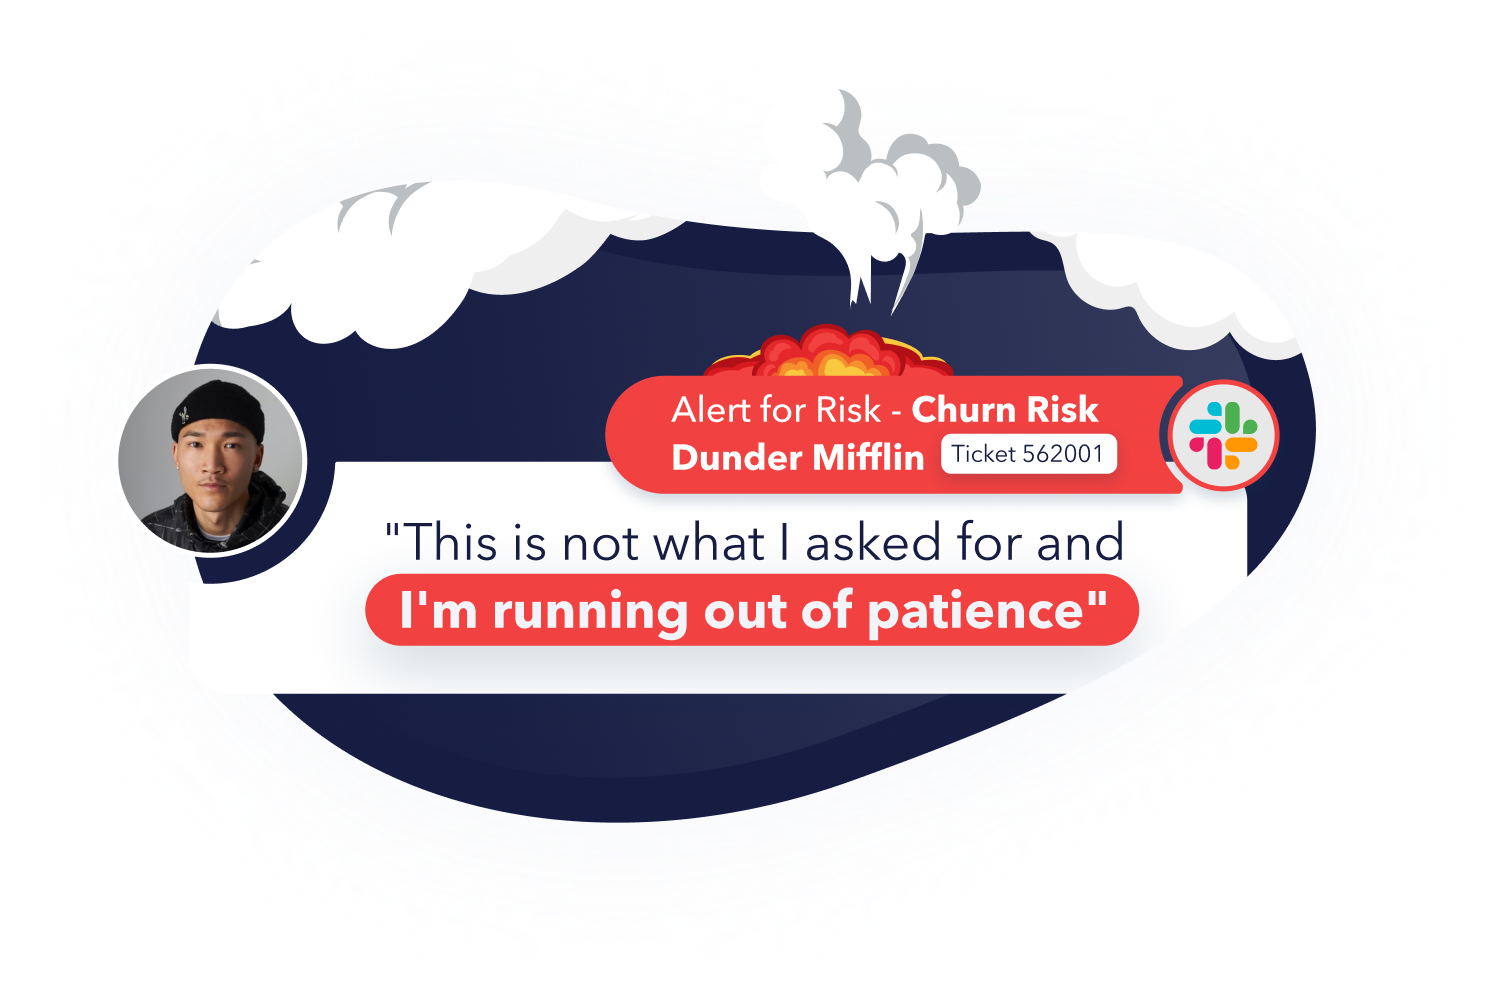 Alert for Risk - Churn Risk
Dunder Mifflin Ticket 562001
"This is not what I asked for and
I'm running out of patience"